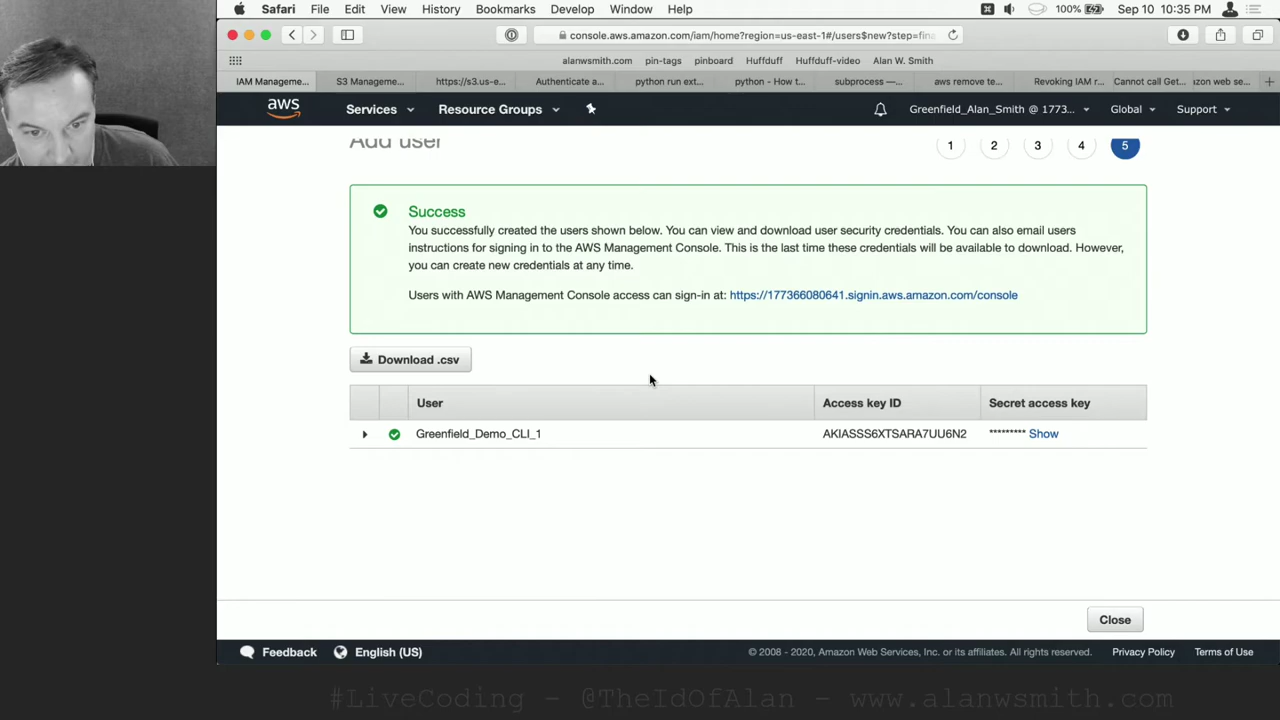 Safari File Edit View History Bookmarks Develop Window Help 100% Sep 10 10:35 PM
console.aws.amazon.com/iam/home?region=us-east-1#/users$new?step=fin...
alanwsmith.com pin-tags pinboard Huffduff Huffduff-video Alan W. Smith
IAM Manageme... S3 Manageme... https://s3.us-e... Authenticate a... python run ext... python - How t... subprocess —... aws remove te... Revoking IAM r... Cannot call Get... zon web se...
aws Services Resource Groups Greenfield_Alan_Smith @ 1773... Global Support
Add user 1 2 3 4 5
Success
You successfully created the users shown below. You can view and download user security credentials. You can also email users
instructions for signing in to the AWS Management Console. This is the last time these credentials will be available to download. However,
you can create new credentials at any time.
Users with AWS Management Console access can sign-in at: https://177366080641.signin.aws.amazon.com/console
Download .csv
User Access key ID Secret access key
Greenfield_Demo_CLI_1 AKIASSS6XTSARA7UU6N2 ********* Show
Close
Feedback English (US) © 2008 - 2020, Amazon Web Services, Inc. or its affiliates. All rights reserved. Privacy Policy Terms of Use
#LiveCoding - @TheIdOfAlan - www.alanwsmith.com